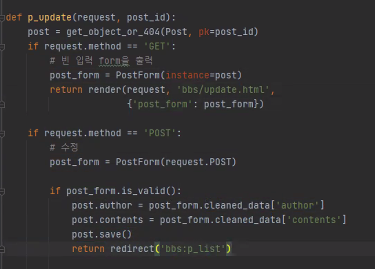 def p_update(request, post_id):
    post = get_object_or_404(Post, pk=post_id)
    if request.method == 'GET':
        # 빈 입력 form을 출력
        post_form = PostForm(instance=post)
        return render(request, 'bbs/update.html',
                      {'post_form': post_form})
    if request.method == 'POST':
        # 수정
        post_form = PostForm(request.POST)
        if post_form.is_valid():
            post.author = post_form.cleaned_data['author']
            post.contents = post_form.cleaned_data['contents']
            post.save()
            return redirect('bbs:p_list')